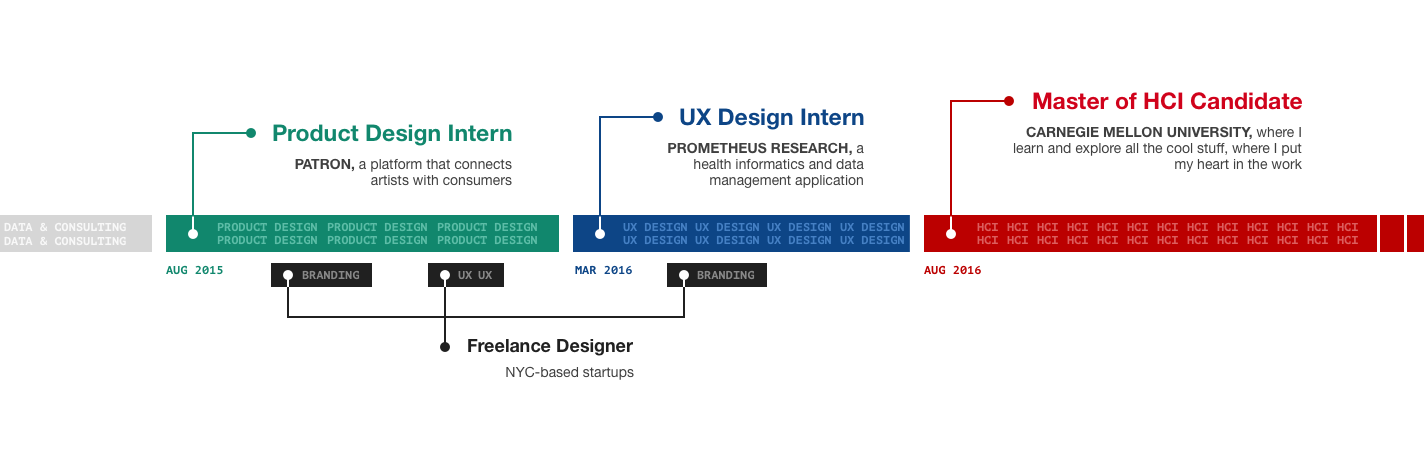 Master of HCI Candidate
CARNEGIE MELLON UNIVERSITY, where I
learn and explore all the cool stuff, where I put
my heart in the work
UX Design Intern
PROMETHEUS RESEARCH, a
health informatics and data
management application
Product Design Intern
PATRON, a platform that connects
artists with consumers
DATA & CONSULTING
DATA & CONSULTING
PRODUCT DESIGN PRODUCT DESIGN PRODUCT DESIGN
PRODUCT DESIGN PRODUCT DESIGN PRODUCT DESIGN
UX DESIGN UX DESIGN UX DESIGN UX DESIGN
UX DESIGN UX DESIGN UX DESIGN UX DESIGN
HCI HCI HCI HCI HCI HCI HCI HCI HCI HCI HCI HCI HCI
HCI HCI HCI HCI HCI HCI HCI HCI HCI HCI HCI HCI HCI
AUG 2015
MAR 2016
AUG 2016
BRANDING
UX UX
BRANDING
Freelance Designer
NYC-based startups